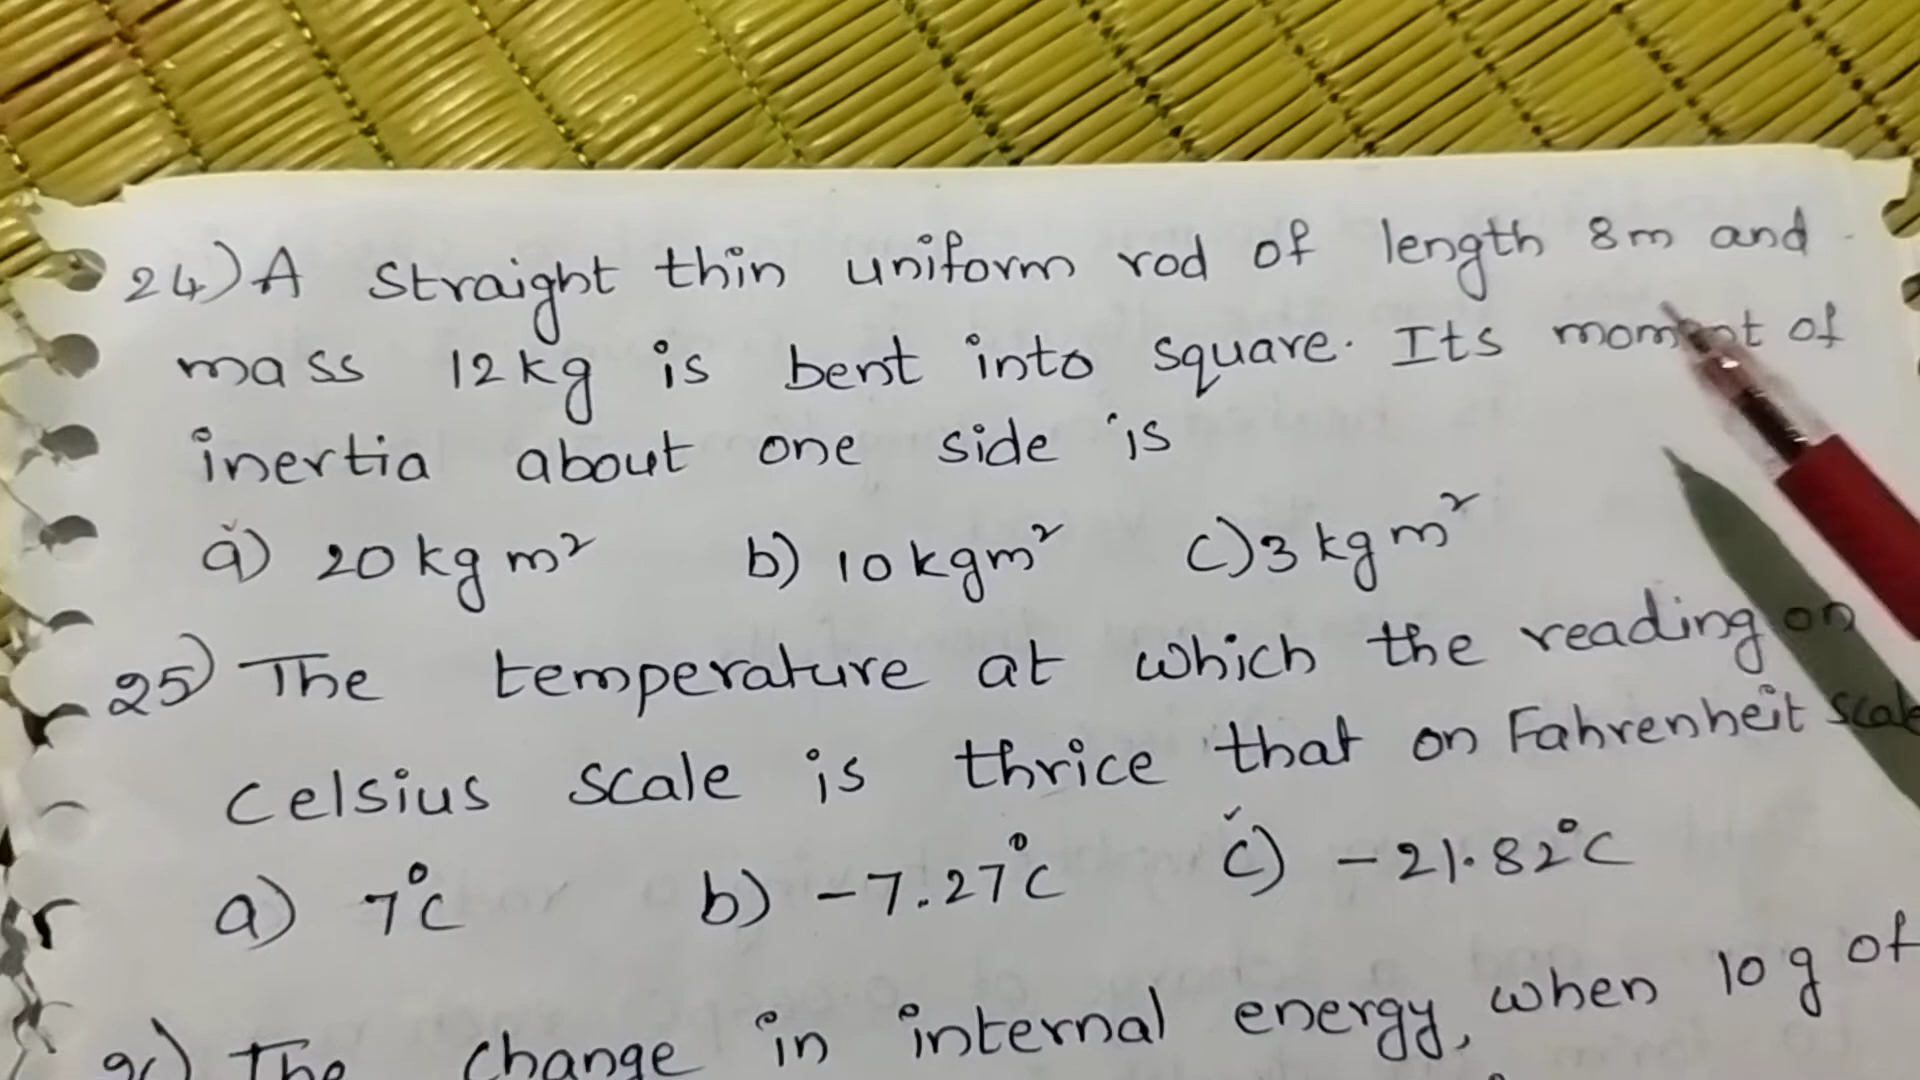 24) A straight thin uniform rod of length 8m and
mass 12kg is bent into square. Its moment of
inertia about one side is
a) 20 kg m² b) 10 kgm² c) 3 kg m²
25) The temperature at which the reading on
celsius scale is thrice that on Fahrenheit scale
a) 7°C b) -7.27°C c) -21.82°C
The change in internal energy, when 10 g of